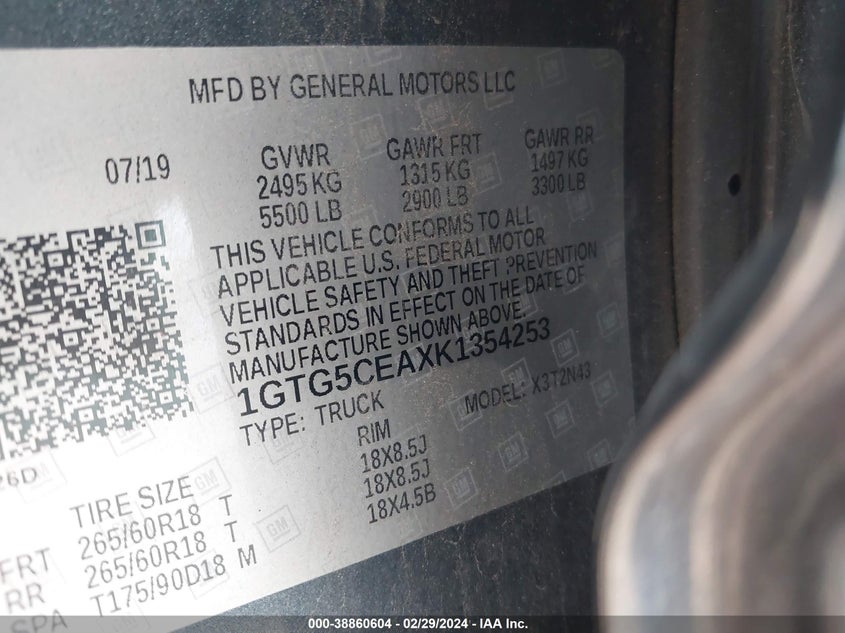 MFD BY GENERAL MOTORS LLC
07/19 GVWR GAWR FRT GAWR RR
2495 KG 1315 KG 1497 KG
5500 LB 2900 LB 3300 LB
THIS VEHICLE CONFORMS TO ALL
APPLICABLE U.S. FEDERAL MOTOR
VEHICLE SAFETY AND THEFT PREVENTION
STANDARDS IN EFFECT ON THE DATE OF
MANUFACTURE SHOWN ABOVE.
1GTG5CEAXK1354253
TYPE: TRUCK MODEL: X3T2N43
26D
TIRE SIZE RIM
FRT 265/60R18 T 18X8.5J
RR 265/60R18 T 18X8.5J
SPA T175/90D18 M 18X4.5B
GM
000-38860604 - 02/29/2024 - IAA Inc.